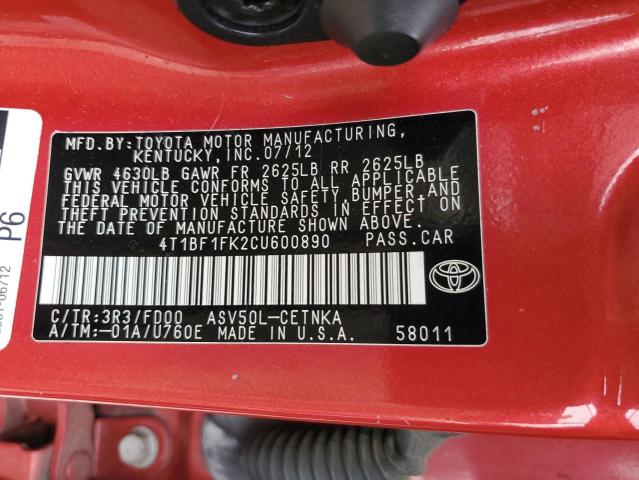 MFD.BY:TOYOTA MOTOR MANUFACTURING,
KENTUCKY,INC.07/12
GVWR 4630LB GAWR FR 2625LB RR 2625LB
THIS VEHICLE CONFORMS TO ALL APPLICABLE
FEDERAL MOTOR VEHICLE SAFETY,BUMPER,AND
THEFT PREVENTION STANDARDS IN EFFECT ON
THE DATE OF MANUFACTURE SHOWN ABOVE.
4T1BF1FK2CU600890 PASS.CAR
C/TR:3R3/FD00 ASV50L-CETNKA
A/TM:-01A/U760E MADE IN U.S.A. 58011
P6